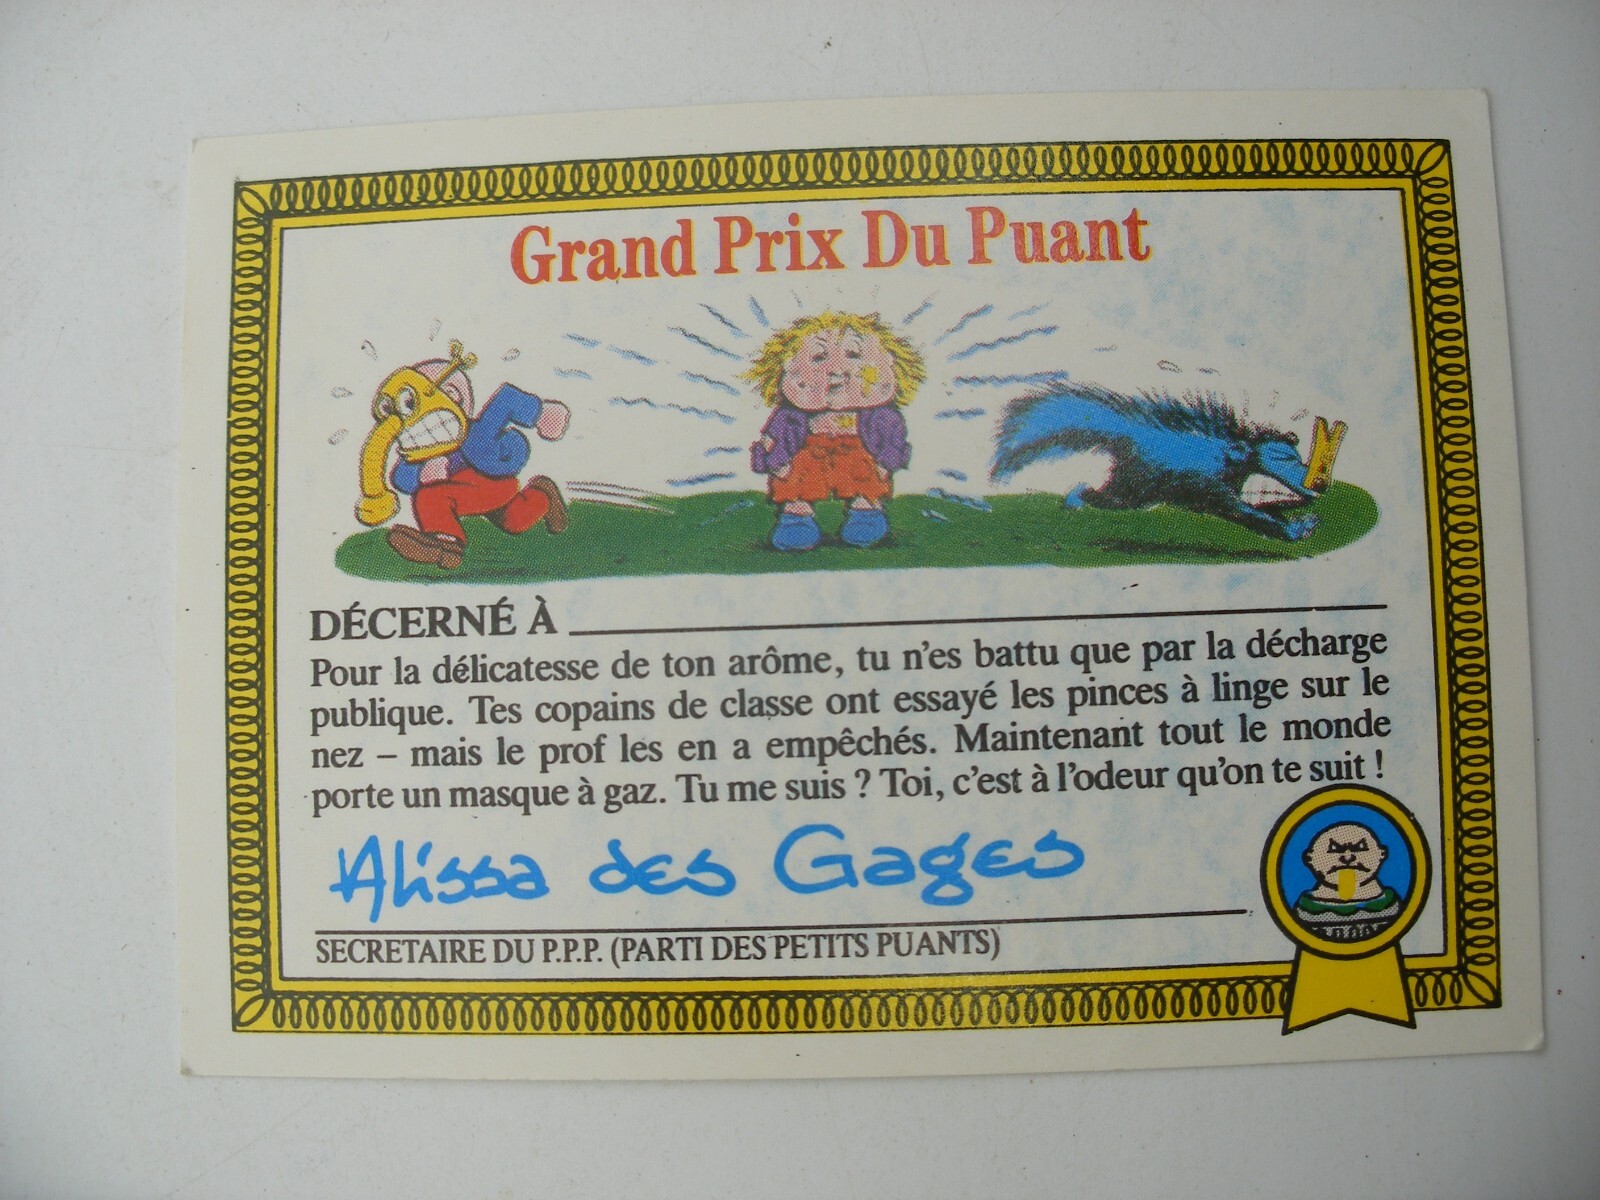 Grand Prix Du Puant
DÉCERNÉ À
Pour la délicatesse de ton arôme, tu n'es battu que par la décharge
publique. Tes copains de classe ont essayé les pinces à linge sur le
nez – mais le prof les en a empêchés. Maintenant tout le monde
porte un masque à gaz. Tu me suis ? Toi, c'est à l'odeur qu'on te suit !
Alissa des Gages
SECRETAIRE DU P.P.P. (PARTI DES PETITS PUANTS)